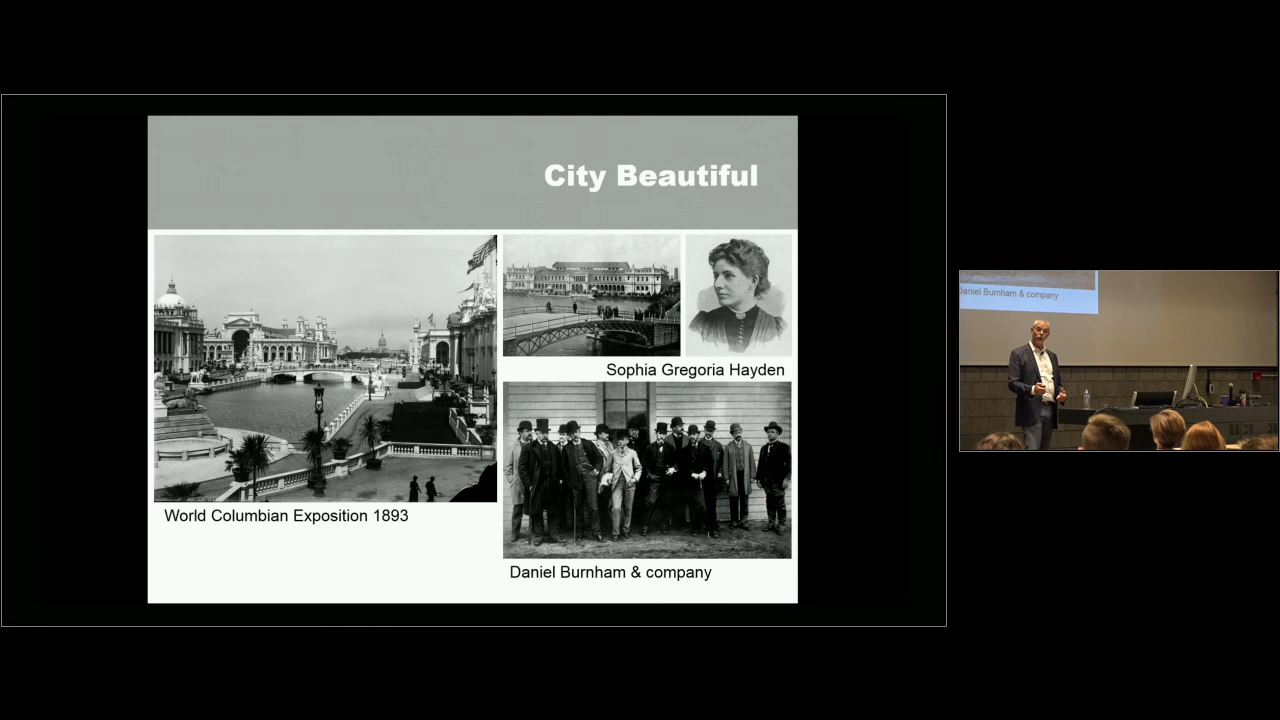 City Beautiful
Sophia Gregoria Hayden
World Columbian Exposition 1893
Daniel Burnham & company
Daniel Burnham & company